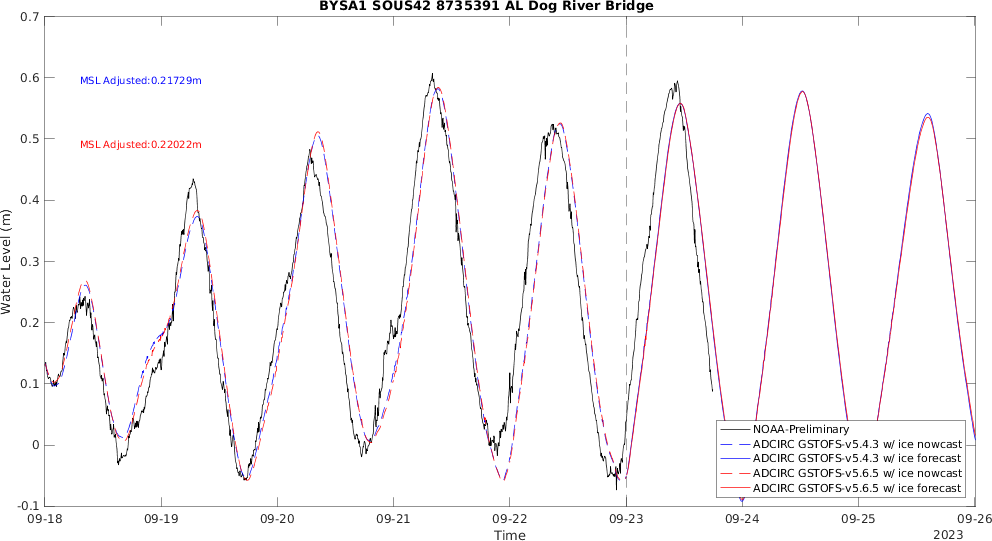 BYSA1 SOUS42 8735391 AL Dog River Bridge
0.7
0.6
0.5
0.4
0.3
0.2
0.1
0
-0.1
Water Level (m)
MSL Adjusted:0.21729m
MSL Adjusted:0.22022m
NOAA-Preliminary
ADCIRC GSTOFS-v5.4.3 w/ ice nowcast
ADCIRC GSTOFS-v5.4.3 w/ ice forecast
ADCIRC GSTOFS-v5.6.5 w/ ice nowcast
ADCIRC GSTOFS-v5.6.5 w/ ice forecast
09-18 09-19 09-20 09-21 09-22 09-23 09-24 09-25 09-26
Time
2023